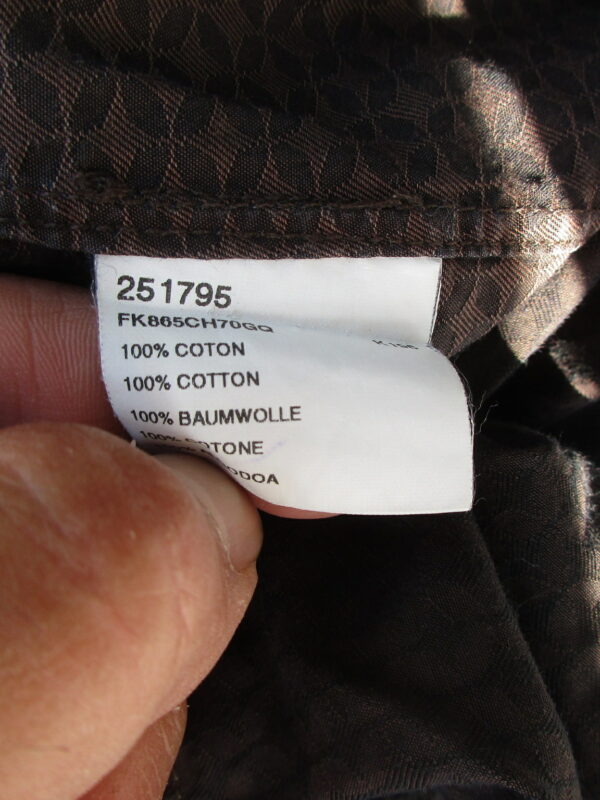 251795
FK865CH70GQ
100% COTON
100% COTTON
100% BAUMWOLLE
100% COTONE